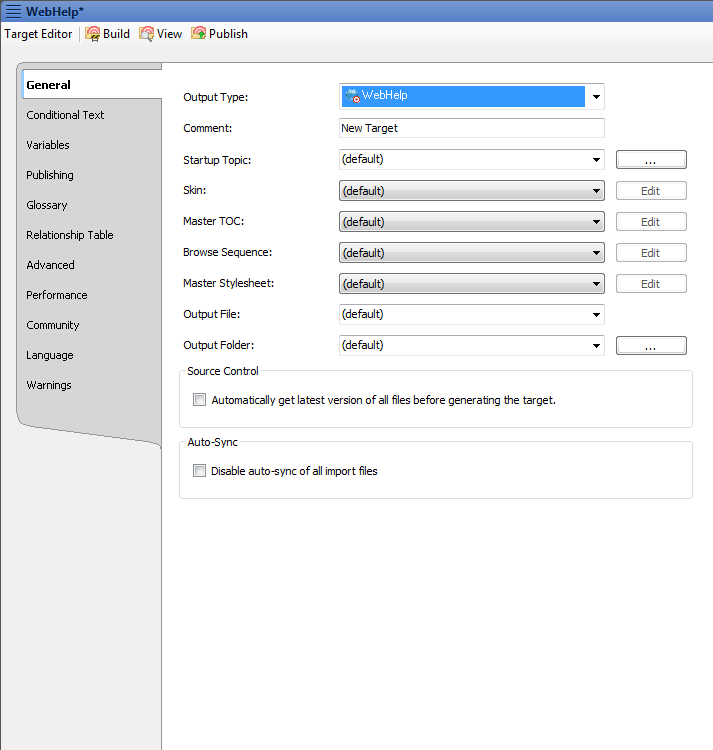 WebHelp*
Target Editor Build View Publish
General
Conditional Text
Variables
Publishing
Glossary
Relationship Table
Advanced
Performance
Community
Language
Warnings
Output Type: WebHelp
Comment: New Target
Startup Topic: (default) ...
Skin: (default) Edit
Master TOC: (default) Edit
Browse Sequence: (default) Edit
Master Stylesheet: (default) Edit
Output File: (default)
Output Folder: (default) ...
Source Control
Automatically get latest version of all files before generating the target.
Auto-Sync
Disable auto-sync of all import files